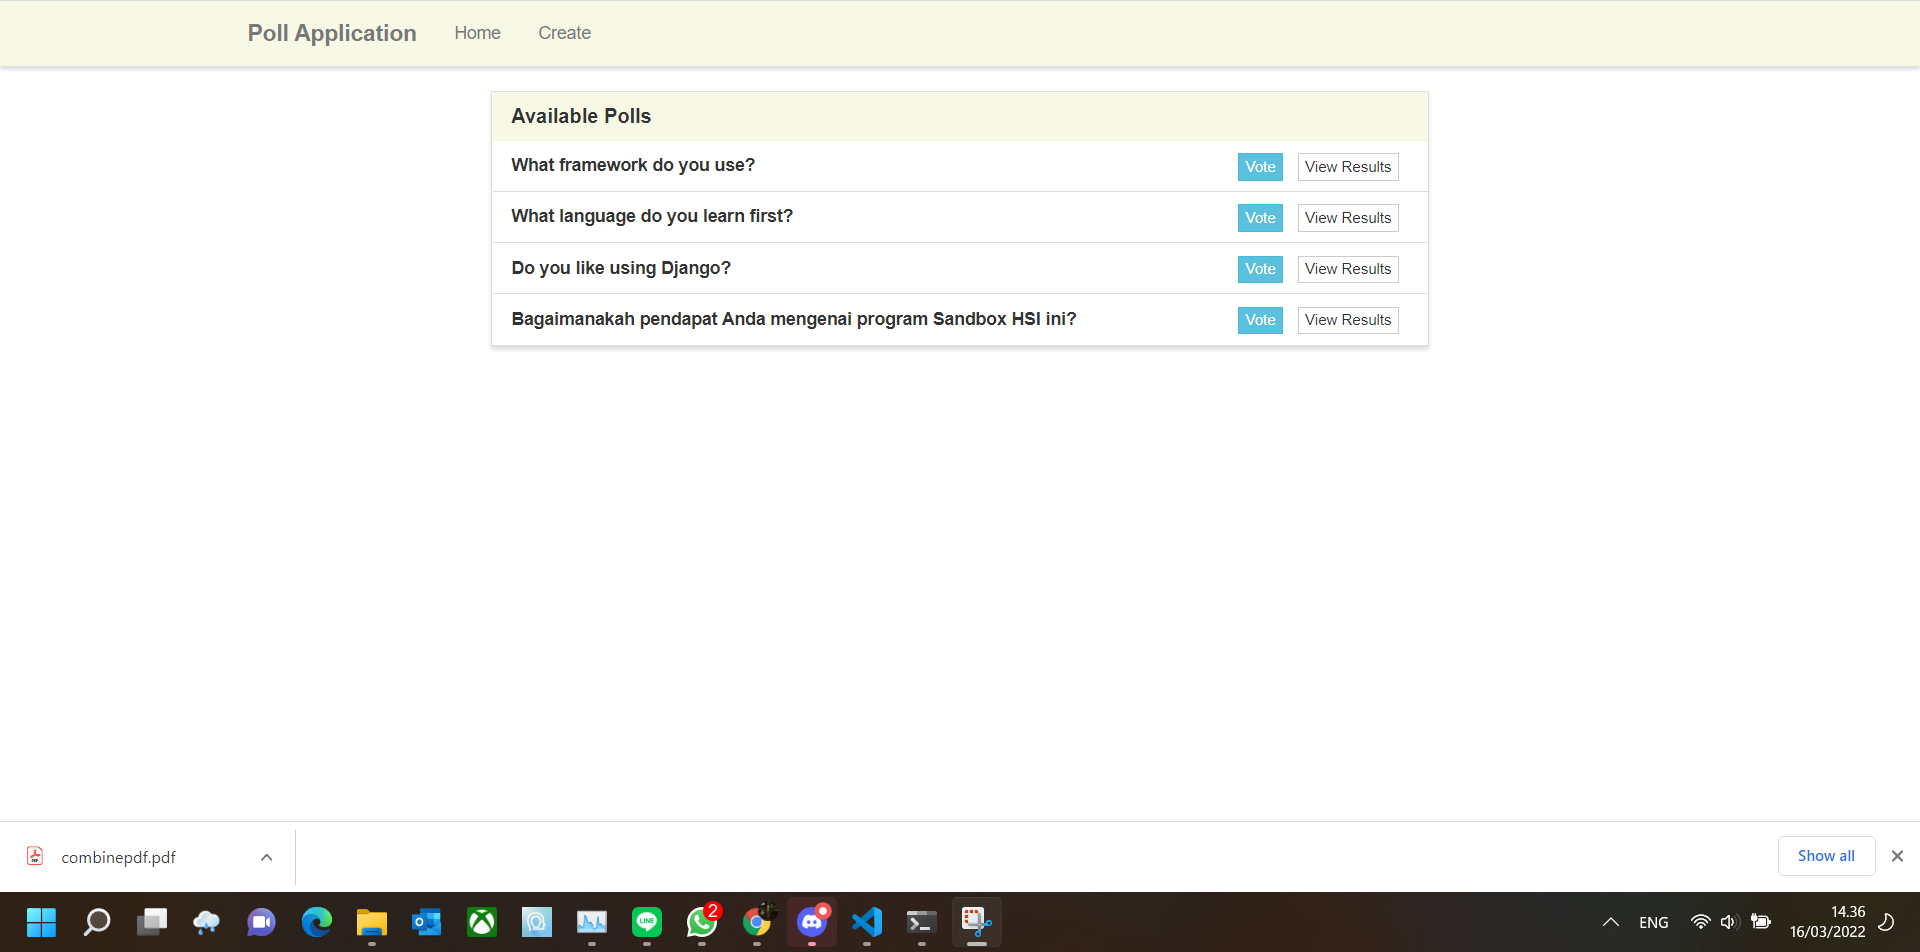 Poll Application Home Create
Available Polls
What framework do you use? Vote View Results
What language do you learn first? Vote View Results
Do you like using Django? Vote View Results
Bagaimanakah pendapat Anda mengenai program Sandbox HSI ini? Vote View Results
combinepdf.pdf Show all
LINE
2
ENG
14.36
16/03/2022